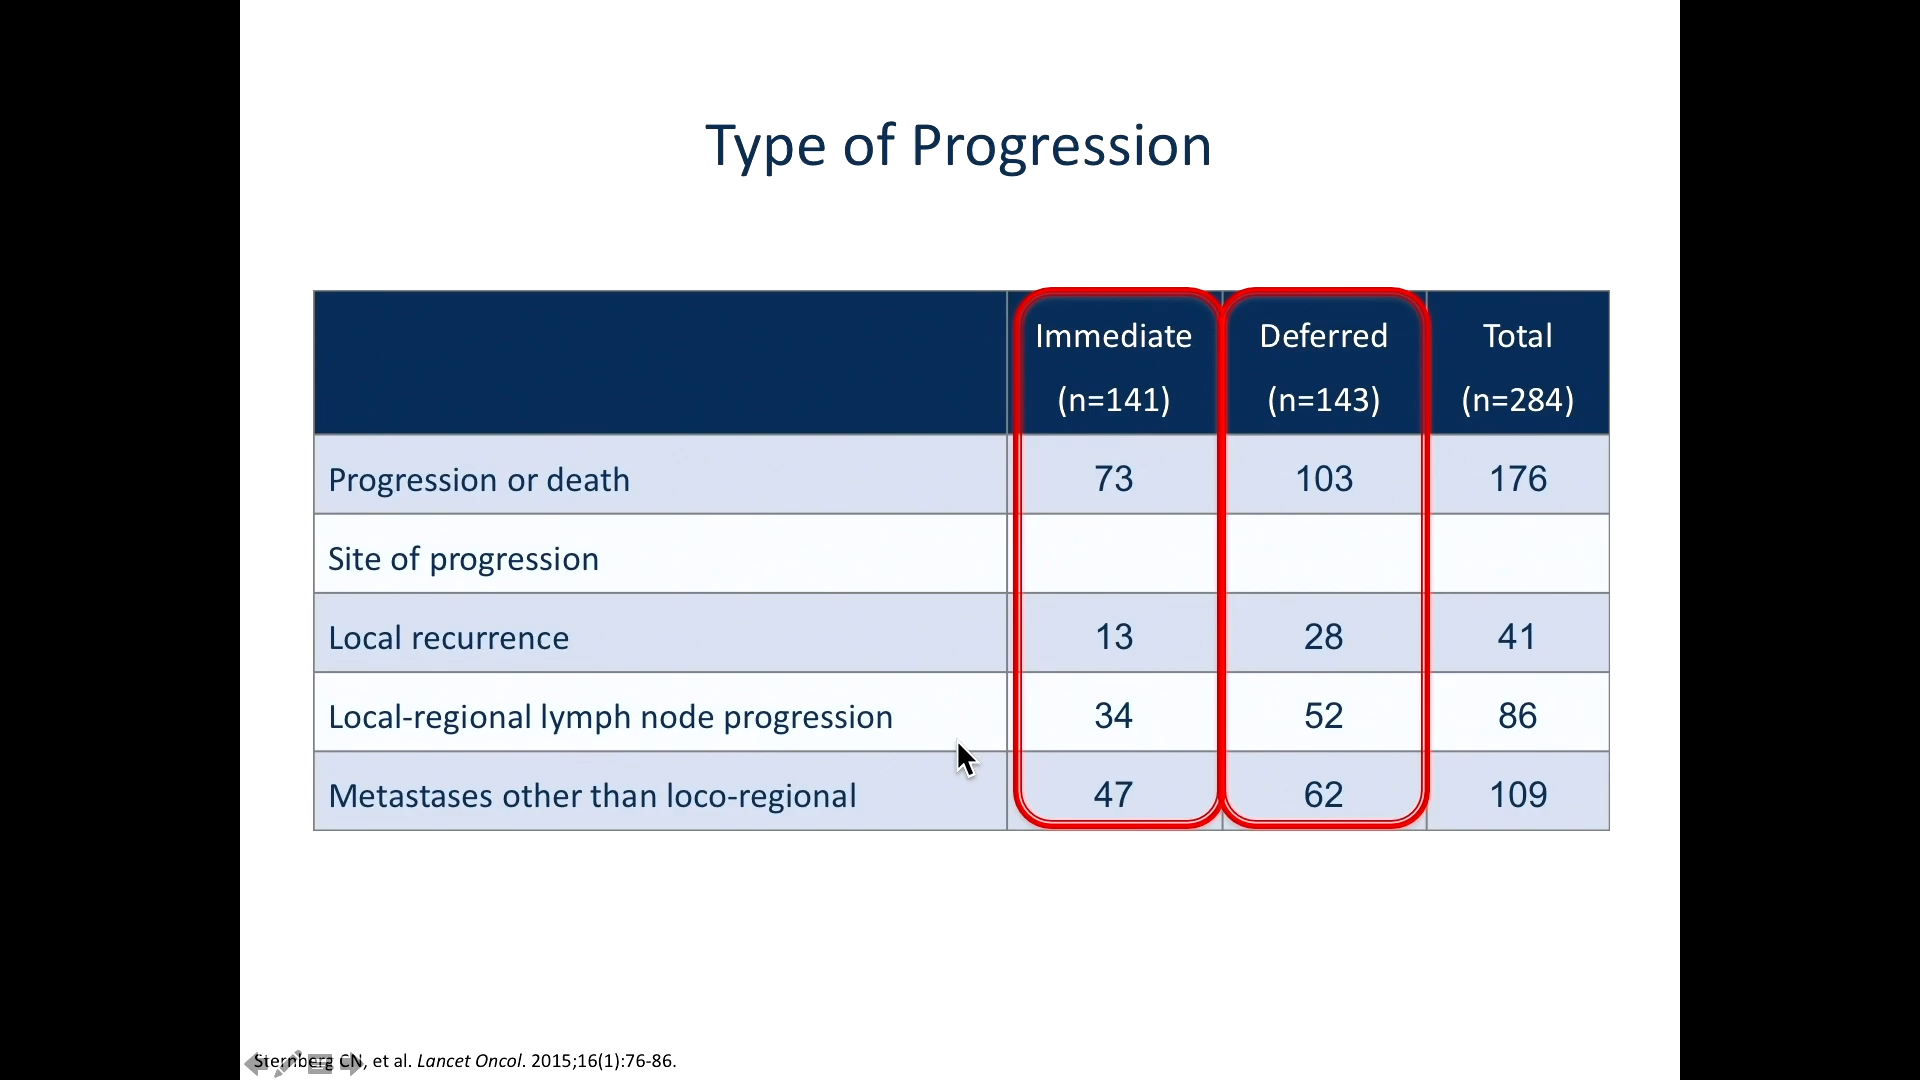 Type of Progression
Immediate Deferred Total
(n=141) (n=143) (n=284)
Progression or death 73 103 176
Site of progression
Local recurrence 13 28 41
Local-regional lymph node progression 34 52 86
Metastases other than loco-regional 47 62 109
Sternberg CN, et al. Lancet Oncol. 2015;16(1):76-86.